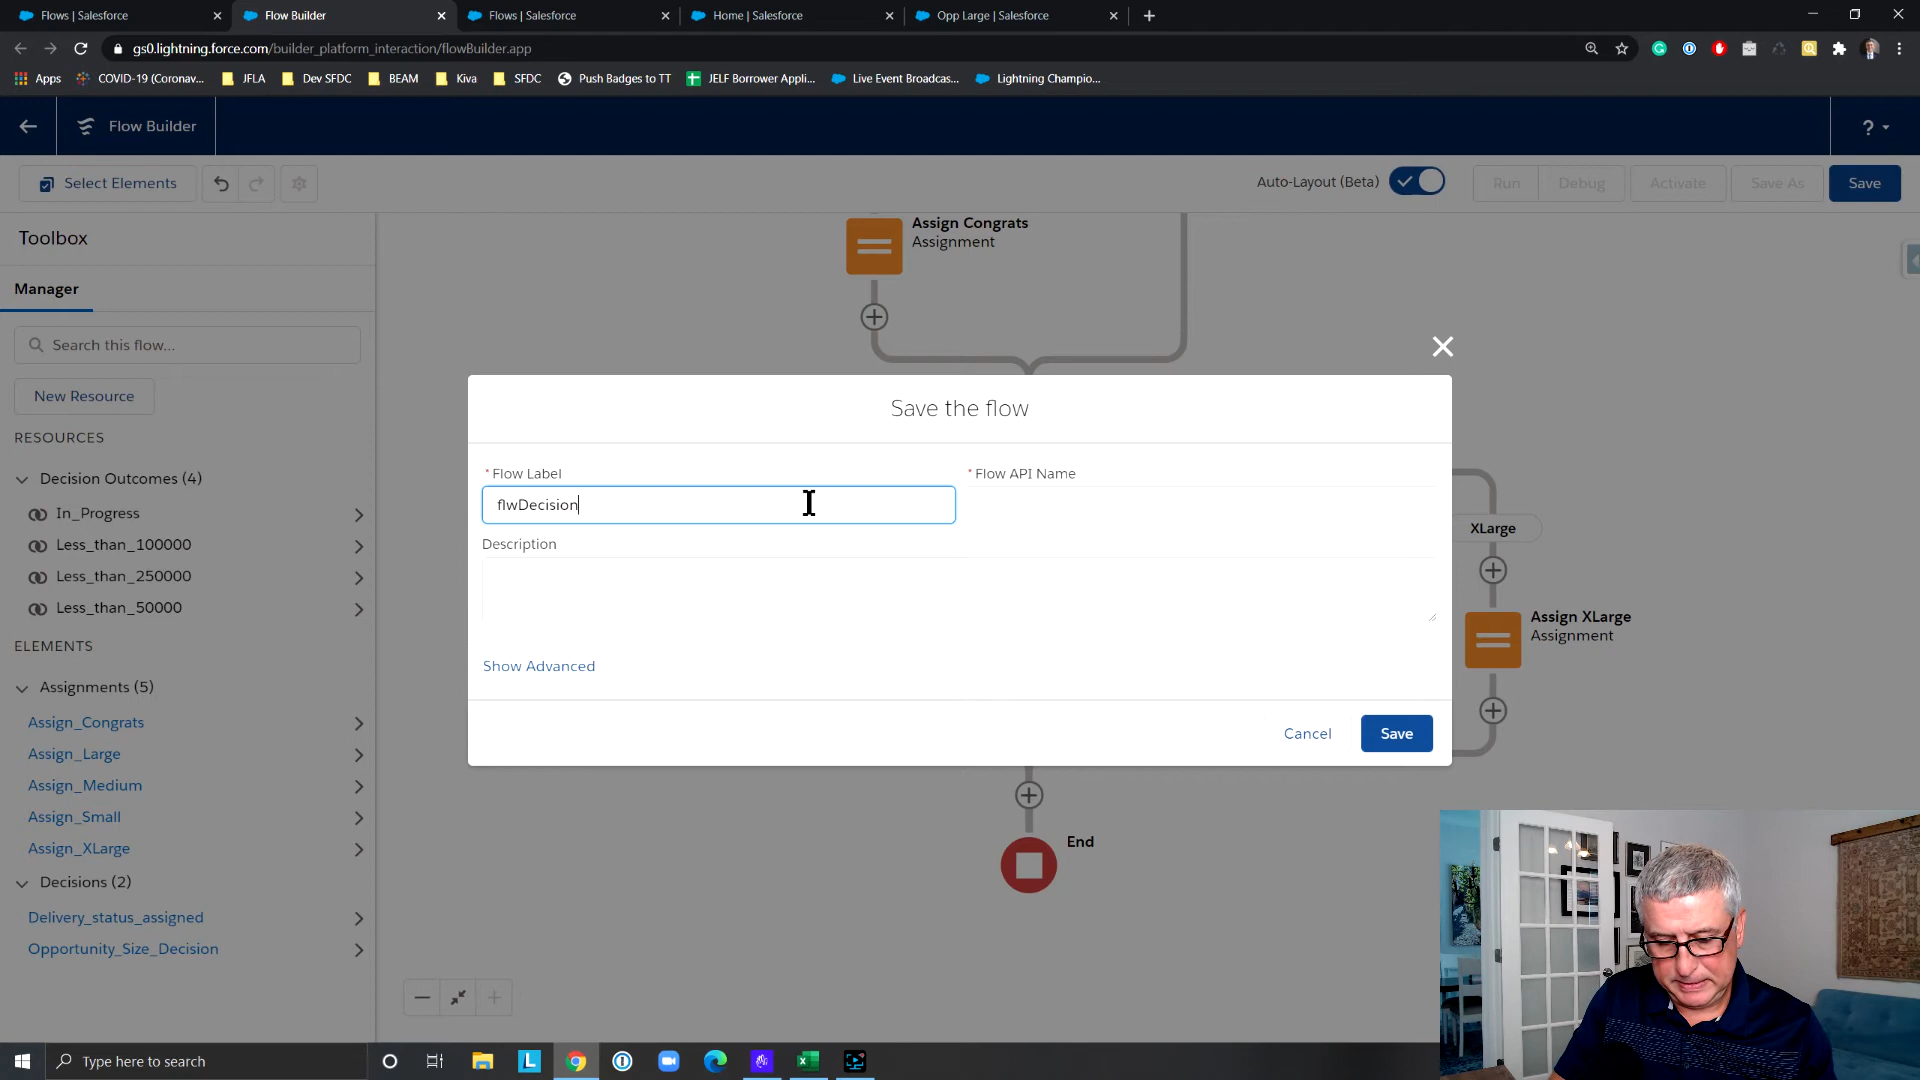 Salesforce | Salesforce
Flow Builder
Flows | Salesforce
Home | Salesforce
Opp Large | Salesforce
gs0.lightning.force.com/builder_platform_interaction/flowBuilder.app
Apps
COVID-19 (Coronav...
JFLA
Dev SFDC
BEAM
Kiva
SFDC
Push Badges to TT
JELF Borrower Appli...
Live Event Broadcas...
Lightning Champio...
Flow Builder
?
Select Elements
Auto-Layout (Beta)
Run
Debug
Activate
Save As
Save
Toolbox
Manager
Search this flow...
New Resource
RESOURCES
Decision Outcomes (4)
In_Progress
Less_than_100000
Less_than_250000
Less_than_50000
ELEMENTS
Assignments (5)
Assign_Congrats
Assign_Large
Assign_Medium
Assign_Small
Assign_XLarge
Decisions (2)
Delivery_status_assigned
Opportunity_Size_Decision
Assign Congrats
Assignment
Save the flow
* Flow Label
* Flow API Name
flwDecision
Description
Show Advanced
Cancel
Save
XLarge
Assign XLarge
Assignment
End
Type here to search